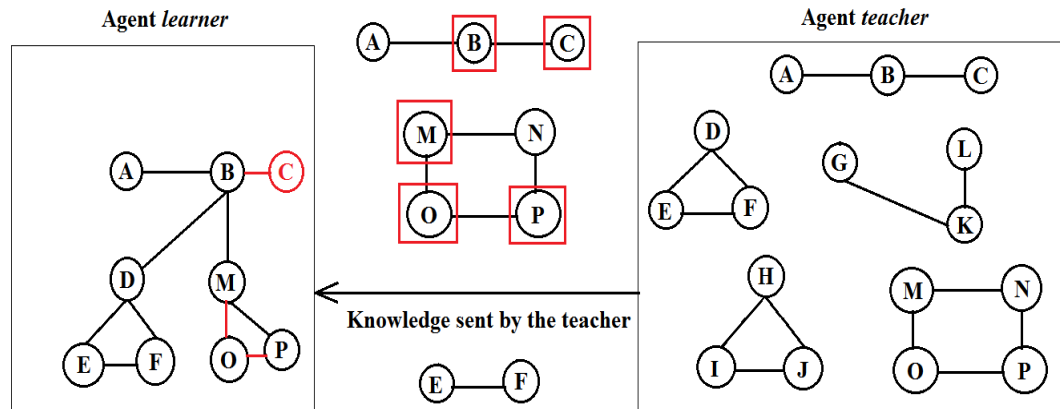 Agent learner
Agent teacher
A B C
A B C
M N
O P
D
G L
E F K
A B C
D M
E F O P
H
M N
I J
O P
Knowledge sent by the teacher
E F